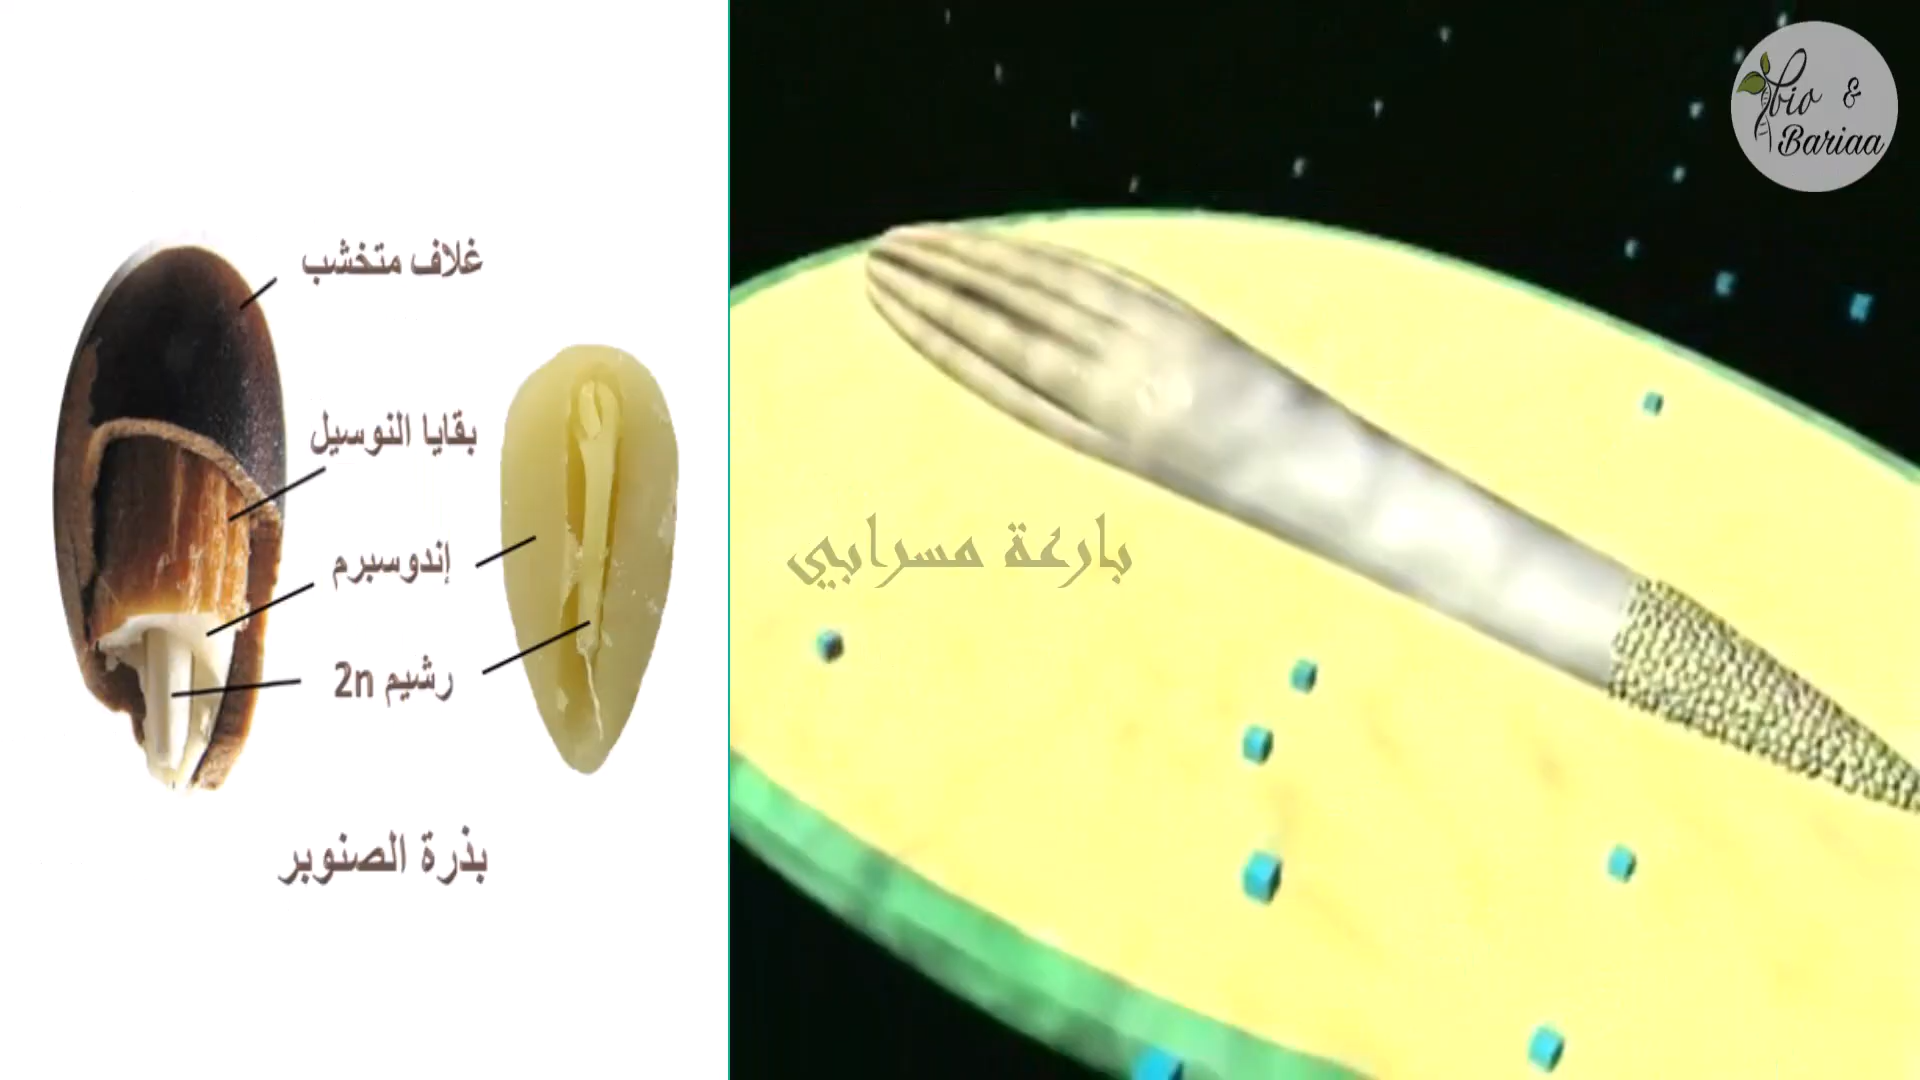 غلاف متخشب
بقايا النوسيل
إندوسبرم
رشيم 2n
بذرة الصنوبر
bio &
Bariaa
بارعة مسرابي